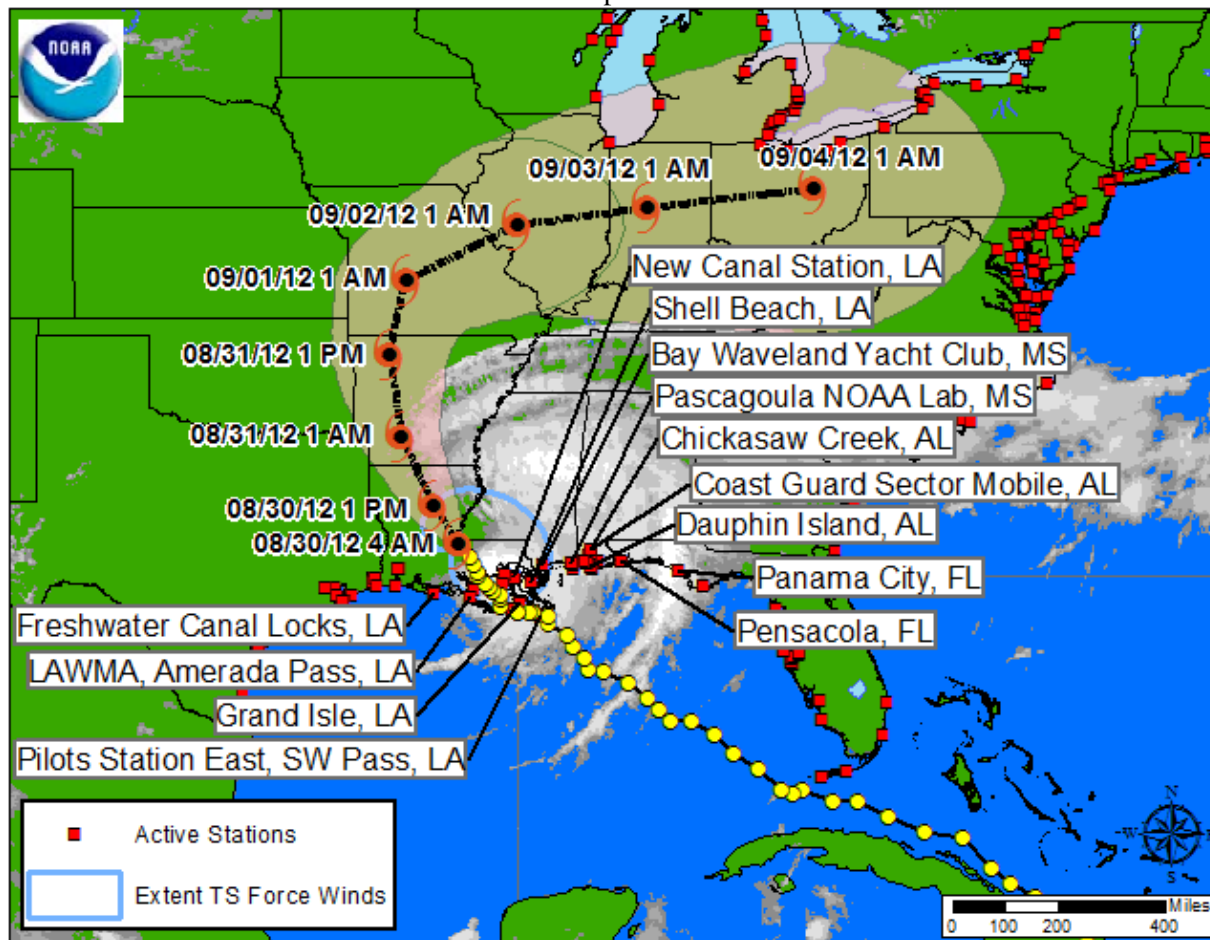 NOAA
09/04/12 1 AM
09/03/12 1 AM
09/02/12 1 AM
09/01/12 1 AM
08/31/12 1 PM
08/31/12 1 AM
08/30/12 1 PM
08/30/12 4 AM
New Canal Station, LA
Shell Beach, LA
Bay Waveland Yacht Club, MS
Pascagoula NOAA Lab, MS
Chickasaw Creek, AL
Coast Guard Sector Mobile, AL
Dauphin Island, AL
Panama City, FL
Pensacola, FL
Freshwater Canal Locks, LA
LAWMA, Amerada Pass, LA
Grand Isle, LA
Pilots Station East, SW Pass, LA
Active Stations
Extent TS Force Winds
N
W
S
Miles
0 100 200 400